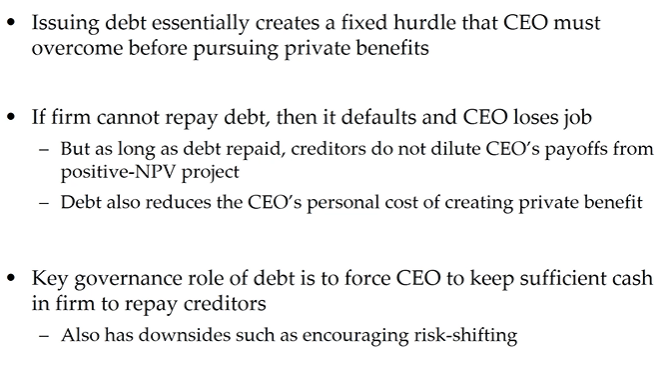 • Issuing debt essentially creates a fixed hurdle that CEO must
overcome before pursuing private benefits
• If firm cannot repay debt, then it defaults and CEO loses job
– But as long as debt repaid, creditors do not dilute CEO's payoffs from
positive-NPV project
– Debt also reduces the CEO's personal cost of creating private benefit
• Key governance role of debt is to force CEO to keep sufficient cash
in firm to repay creditors
– Also has downsides such as encouraging risk-shifting